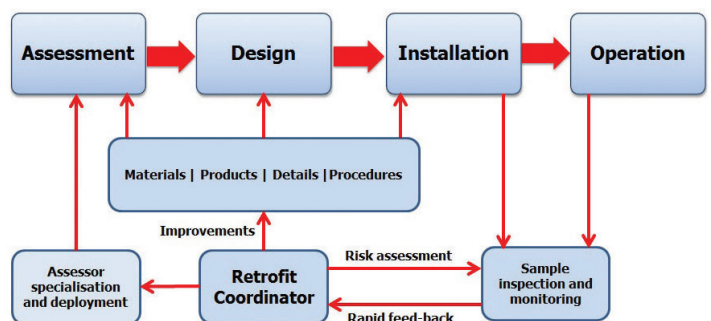 Assessment
Design
Installation
Operation
Materials | Products | Details |Procedures
Improvements
Assessor
specialisation
and deployment
Retrofit
Coordinator
Risk assessment
Rapid feed-back
Sample
inspection and
monitoring